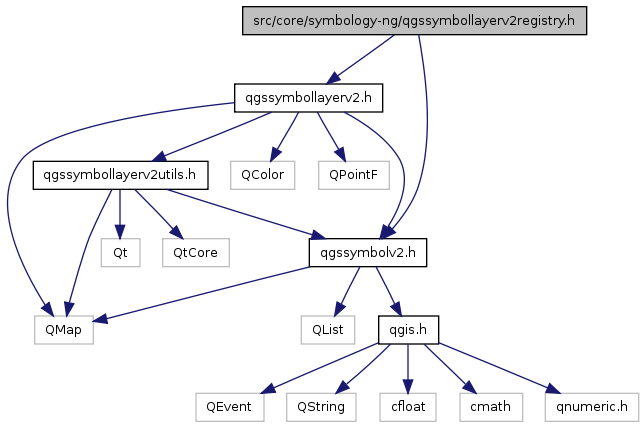 src/core/symbology-ng/qgssymbollayerv2registry.h
qgssymbollayerv2.h
qgssymbollayerv2utils.h
QColor
QPointF
Qt
QtCore
qgssymbolv2.h
QMap
QList
qgis.h
QEvent
QString
cfloat
cmath
qnumeric.h